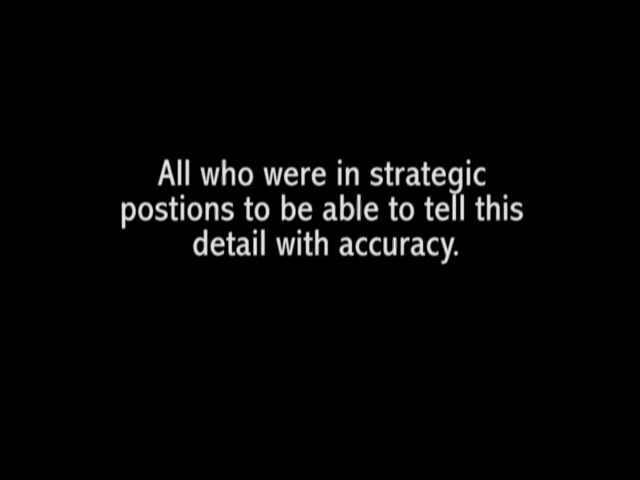 All who were in strategic
postions to be able to tell this
detail with accuracy.